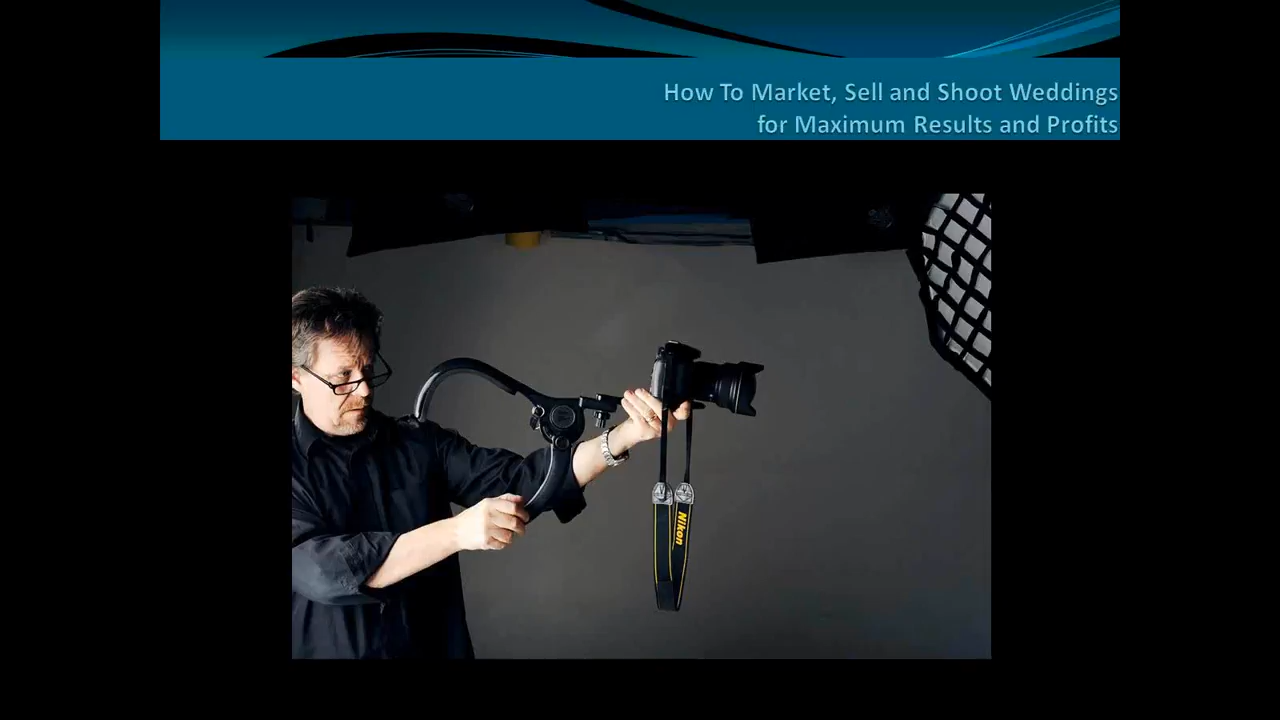 How To Market, Sell and Shoot Weddings
for Maximum Results and Profits
Nikon